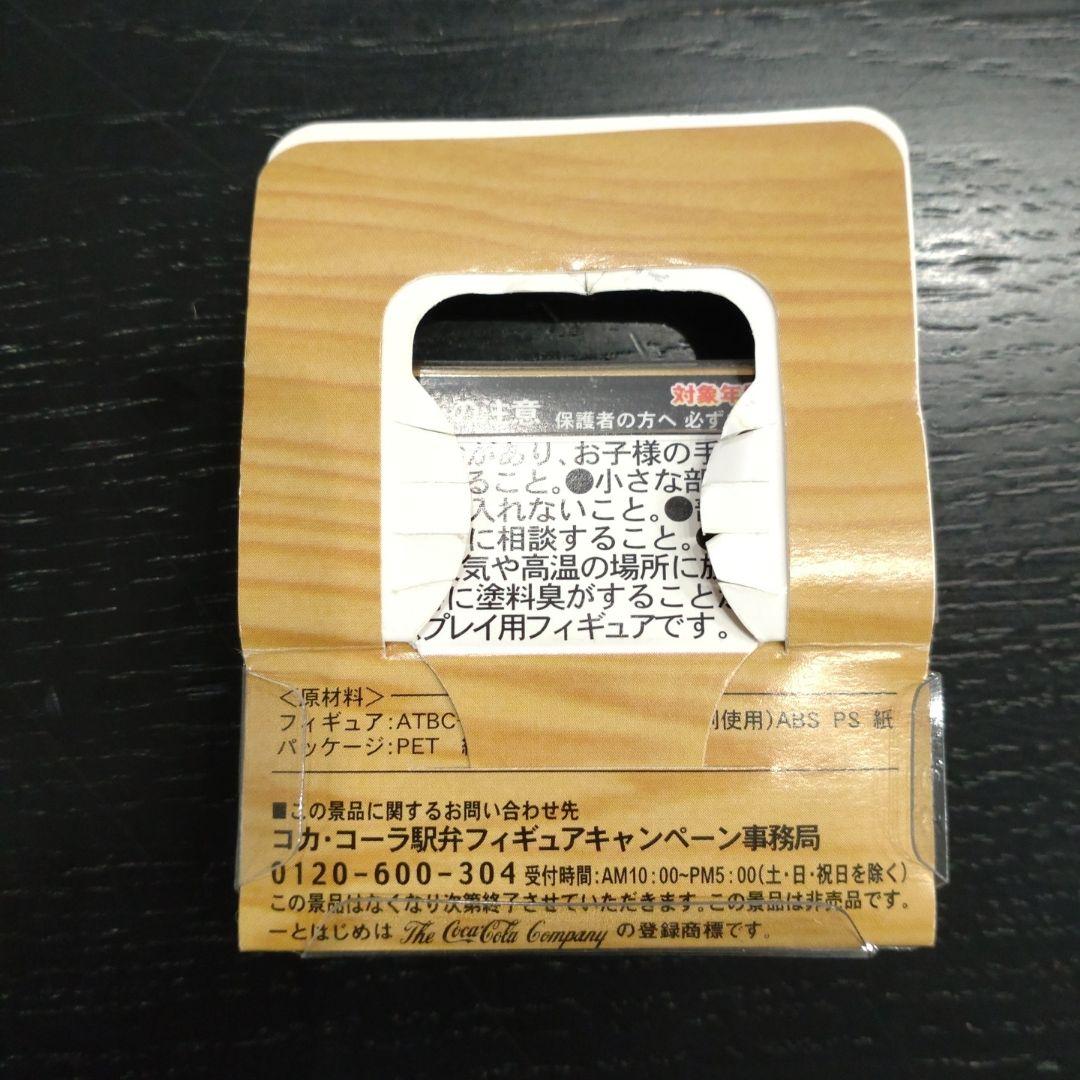 対象年
の注意 保護者の方へ 必ず
があり、お子様の手
ること。●小さな部
入れないこと。●
に相談すること。
気や高温の場所に放
に塗料臭がすること
プレイ用フィギュアです。
<原材料>
フィギュア:ATBC- 使用)ABS PS 紙
パッケージ:PET
■この景品に関するお問い合わせ先
コカ・コーラ駅弁フィギュアキャンペーン事務局
0120-600-304 受付時間:AM10:00~PM5:00(土・日・祝日を除く)
この景品はなくなり次第終了させていただきます。この景品は非売品です。
一とはじめは The Coca-Cola Company の登録商標です。